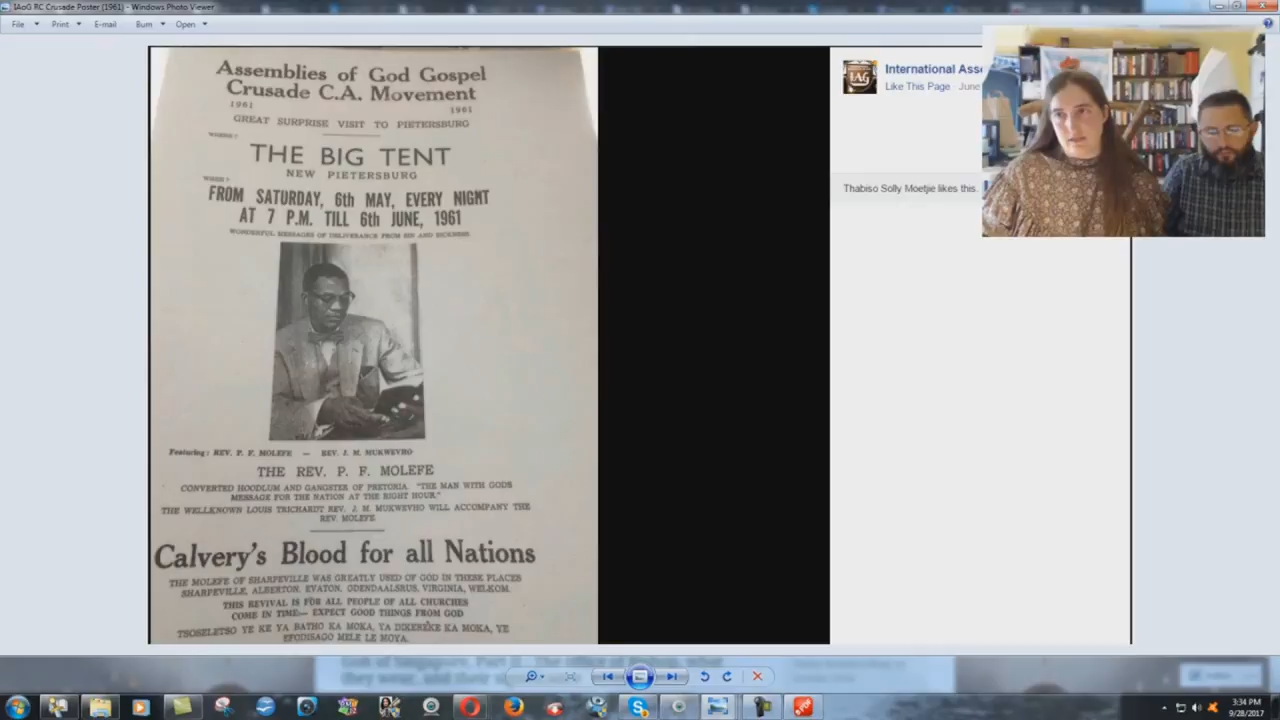 IAoG RC Crusade Poster (1961) - Windows Photo Viewer
File Print E-mail Burn Open
Assemblies of God Gospel
Crusade C.A. Movement
1961 1961
GREAT SURPRISE VISIT TO PIETERSBURG
WHERE?
THE BIG TENT
NEW PIETERSBURG
WHEN?
FROM SATURDAY, 6th MAY, EVERY NIGHT
AT 7 P.M. TILL 6th JUNE, 1961
WONDERFUL MESSAGES OF DELIVERANCE FROM SIN AND SICKNESS
Featuring: REV. P. F. MOLEFE — REV. J. M. MUKWEVHO
THE REV. P. F. MOLEFE
CONVERTED HOODLUM AND GANGSTER OF PRETORIA. "THE MAN WITH GODS
MESSAGE FOR THE NATION AT THE RIGHT HOUR."
THE WELLKNOWN LOUIS TRICHARDT REV. J. M. MUKWEVHO WILL ACCOMPANY THE
REV. MOLEFE
Calvery's Blood for all Nations
THE MOLEFE OF SHARPEVILLE WAS GREATLY USED OF GOD IN THESE PLACES
SHARPEVILLE, ALBERTON, EVATON, ODENDAALSRUS, VIRGINIA, WELKOM.
THIS REVIVAL IS FOR ALL PEOPLE OF ALL CHURCHES
COME IN TIME:— EXPECT GOOD THINGS FROM GOD
TSOSELETSO YE KE YA BATHO KA MOKA, YA DIKEREKE KA MOKA, YE
EFODISAGO MELE LE MOYA.
IAG
International Asse
Like This Page June
Thabiso Solly Moetjie likes this.
3:34 PM
9/28/2017